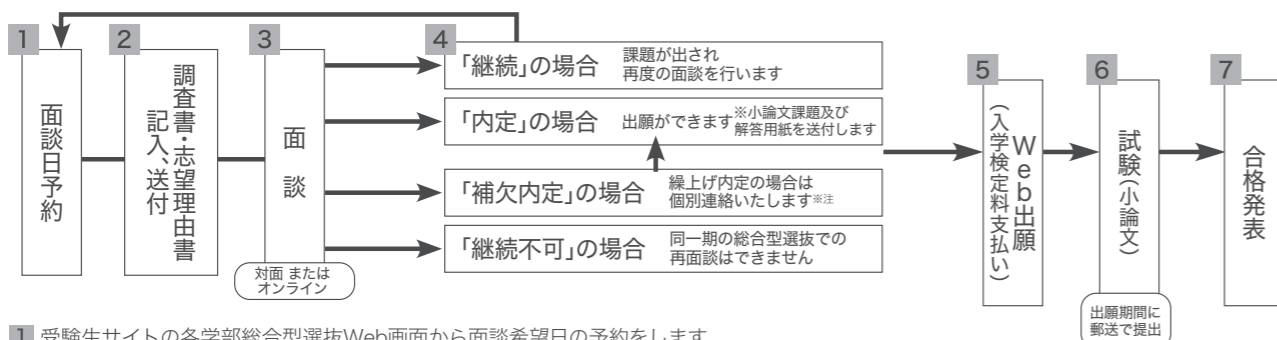 1
面談日予約
2
調査書・志望理由書
記入、送付
3
面談
対面 または
オンライン
4
「継続」の場合
課題が出され
再度の面談を行います
「内定」の場合
出願ができます
※小論文課題及び
解答用紙を送付します
「補欠内定」の場合
繰上げ内定の場合は
個別連絡いたします※注
「継続不可」の場合
同一期の総合型選抜での
再面談はできません
5
Web出願
(入学検定料支払い)
6
試験(小論文)
出願期間に
郵送で提出
7
合格発表
1 受験生サイトの各学部総合型選抜Web画面から面談希望日の予約をします